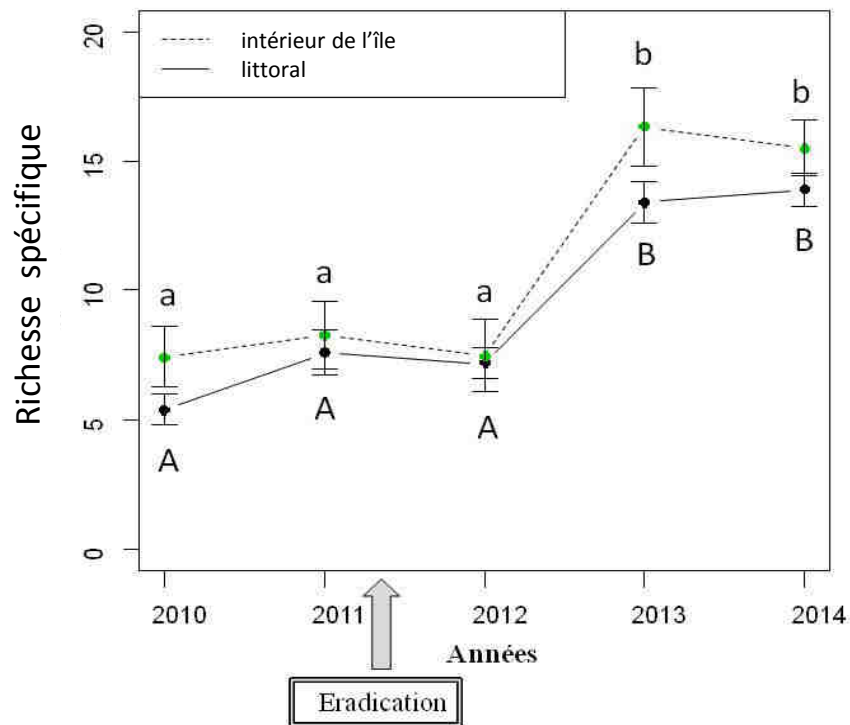 20
intérieur de l’île
littoral
b
b
Richesse spécifique
15
B
B
10
a
a
a
5
A
A
A
0
2010 2011 2012 2013 2014
Années
Eradication